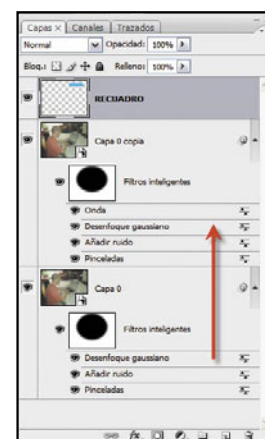 Capas × Canales Trazados
Normal Opacidad: 100%
Bloq.: Relleno: 100%
RECUADRO
Capa 0 copia
Filtros inteligentes
Onda
Desenfoque gaussiano
Añadir ruido
Pinceladas
Capa 0
Filtros inteligentes
Desenfoque gaussiano
Añadir ruido
Pinceladas
fx.